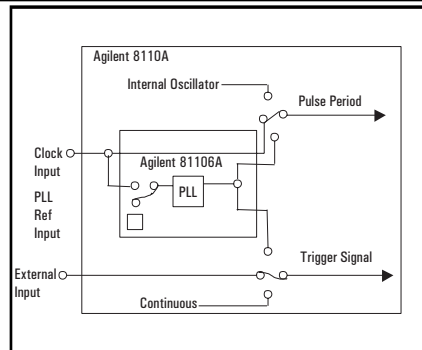 Agilent 8110A
Internal Oscillator
Pulse Period
Clock
Input
Agilent 81106A
PLL
PLL
Ref
Input
Trigger Signal
External
Input
Continuous